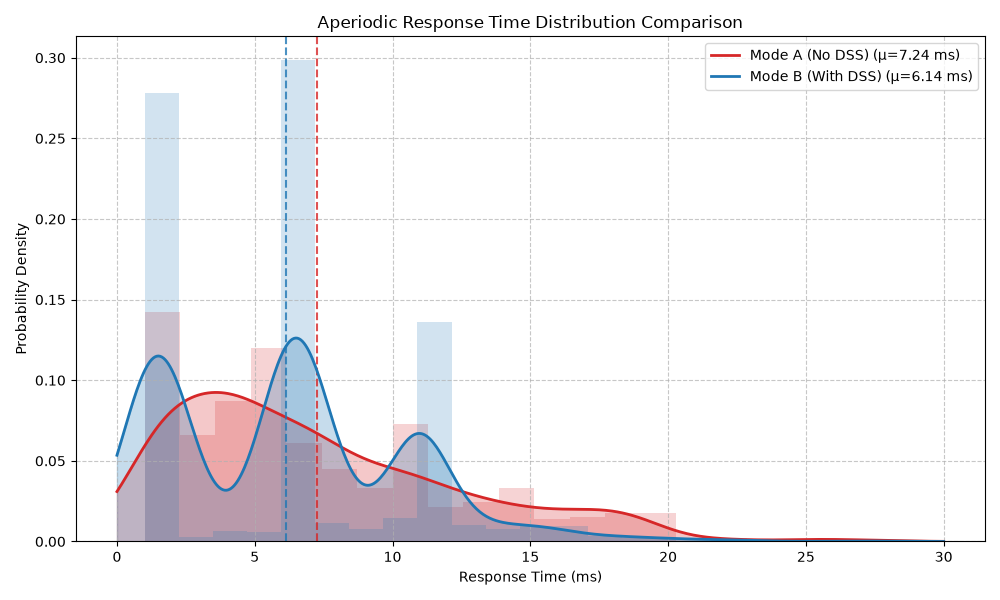 Aperiodic Response Time Distribution Comparison
Mode A (No DSS) (μ=7.24 ms)
Mode B (With DSS) (μ=6.14 ms)
Probability Density
0.30
0.25
0.20
0.15
0.10
0.05
0.00
0 5 10 15 20 25 30
Response Time (ms)